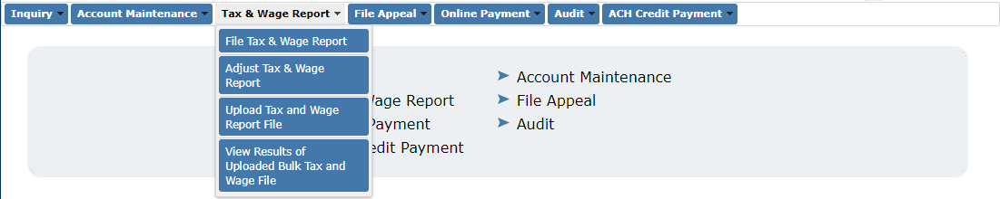 Inquiry Account Maintenance Tax & Wage Report File Appeal Online Payment Audit ACH Credit Payment
File Tax & Wage Report
Adjust Tax & Wage
Report
Upload Tax and Wage
Report File
View Results of
Uploaded Bulk Tax and
Wage File
Account Maintenance
Wage Report File Appeal
Payment Audit
edit Payment